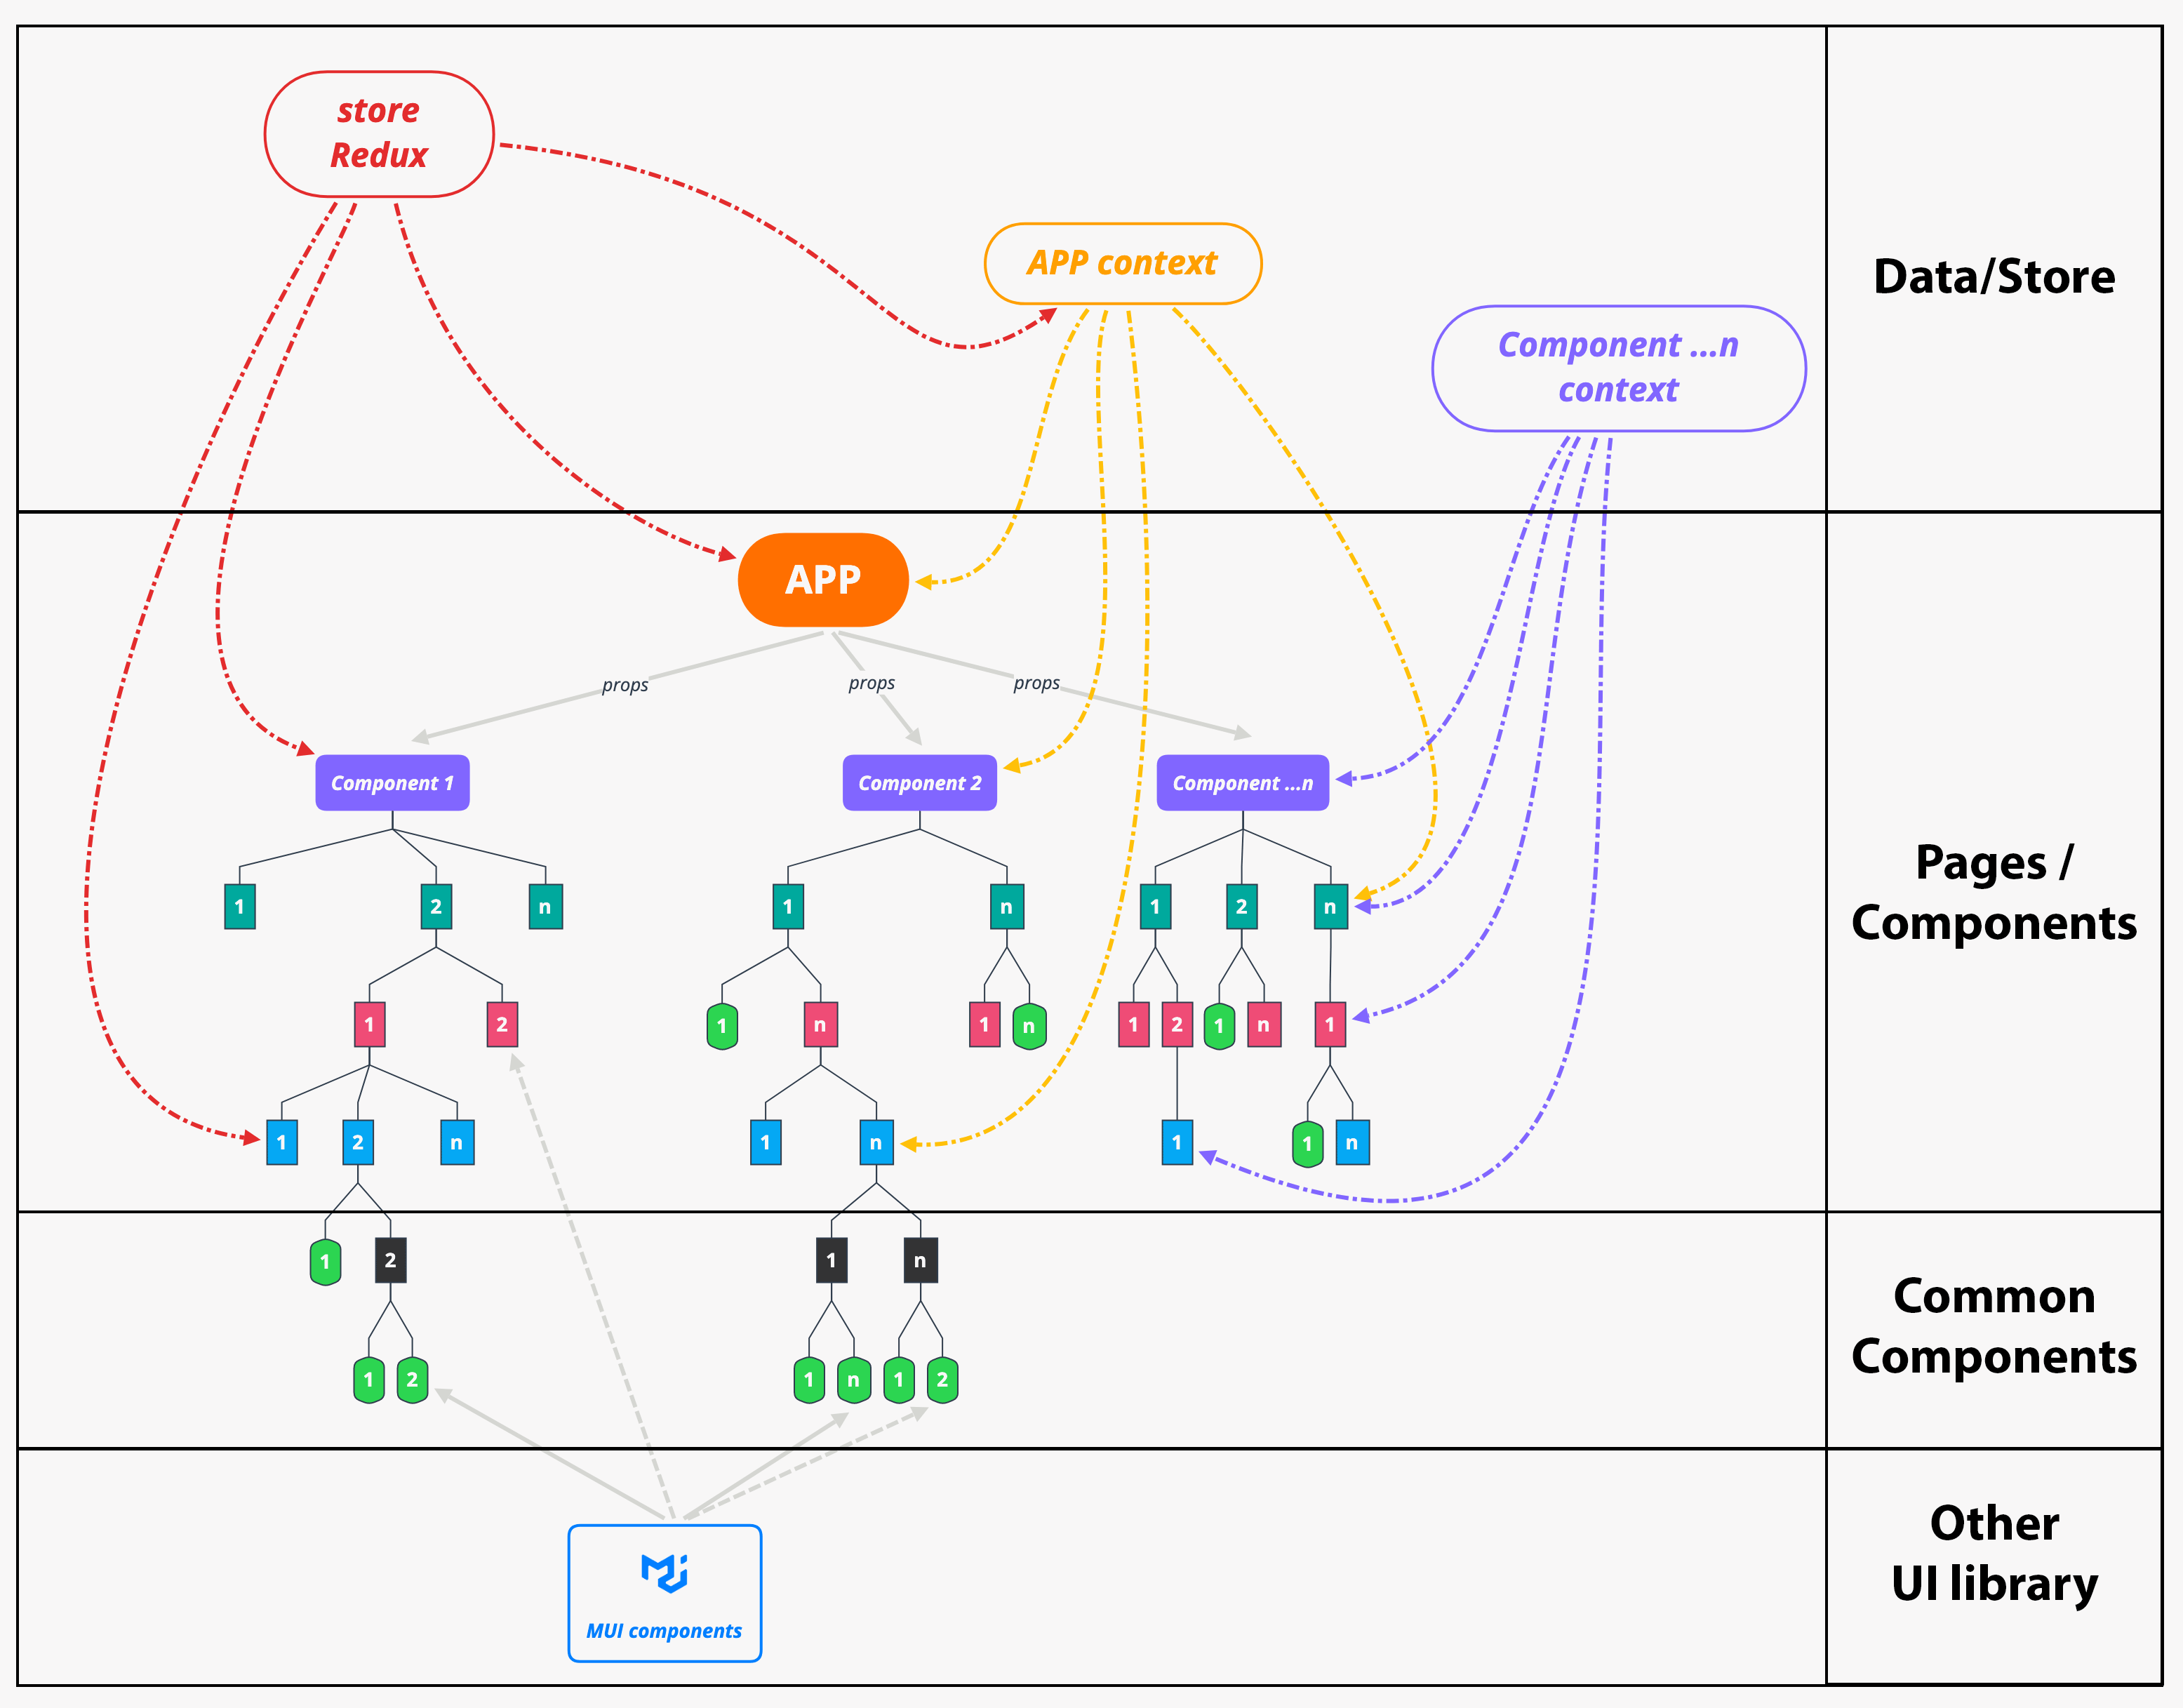 store
Redux
APP context
Data/Store
Component ...n
context
APP
props
props
props
Component 1
Component 2
Component ...n
Pages /
Components
1
2
n
1
n
1
2
n
1
2
1
n
1
n
1
2
1
n
1
1
2
n
1
n
1
1
n
1
2
1
n
Common
Components
1
2
1
n
1
2
Other
UI library
MUI components